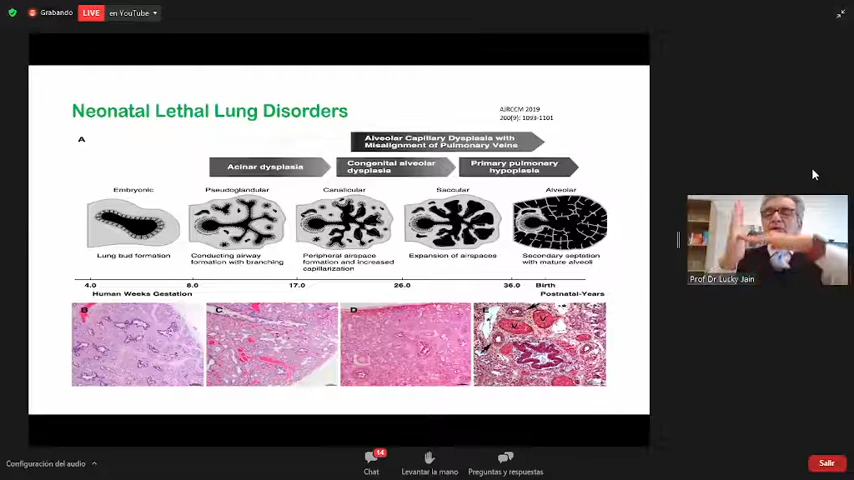 Grabando
LIVE
en YouTube
Neonatal Lethal Lung Disorders
AJRCCM 2019
200(9): 1093-1101
A
Alveolar Capillary Dysplasia with
Misalignment of Pulmonary Veins
Acinar dysplasia
Congenital alveolar
dysplasia
Primary pulmonary
hypoplasia
Embryonic
Pseudoglandular
Canalicular
Saccular
Alveolar
Lung bud formation
Conducting airway
formation with branching
Peripheral airspace
formation and increased
capillarization
Expansion of airspaces
Secondary septation
with mature alveoli
4.0
8.0
17.0
26.0
36.0
Birth
Human Weeks Gestation
Postnatal-Years
B
C
D
E
V
V
Prof Dr Lucky Jain
Configuración del audio
14
Chat
Levantar la mano
Preguntas y respuestas
Salir